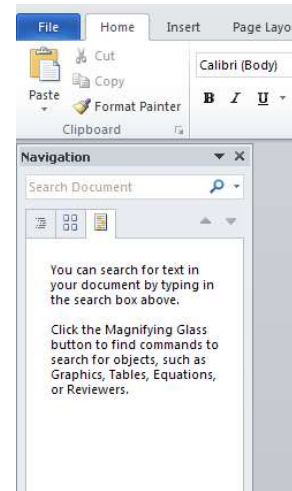 File Home Insert Page Layo
Cut
Calibri (Body)
Copy
Paste
Format Painter
B I U
Clipboard
Navigation
Search Document
You can search for text in
your document by typing in
the search box above.
Click the Magnifying Glass
button to find commands to
search for objects, such as
Graphics, Tables, Equations,
or Reviewers.